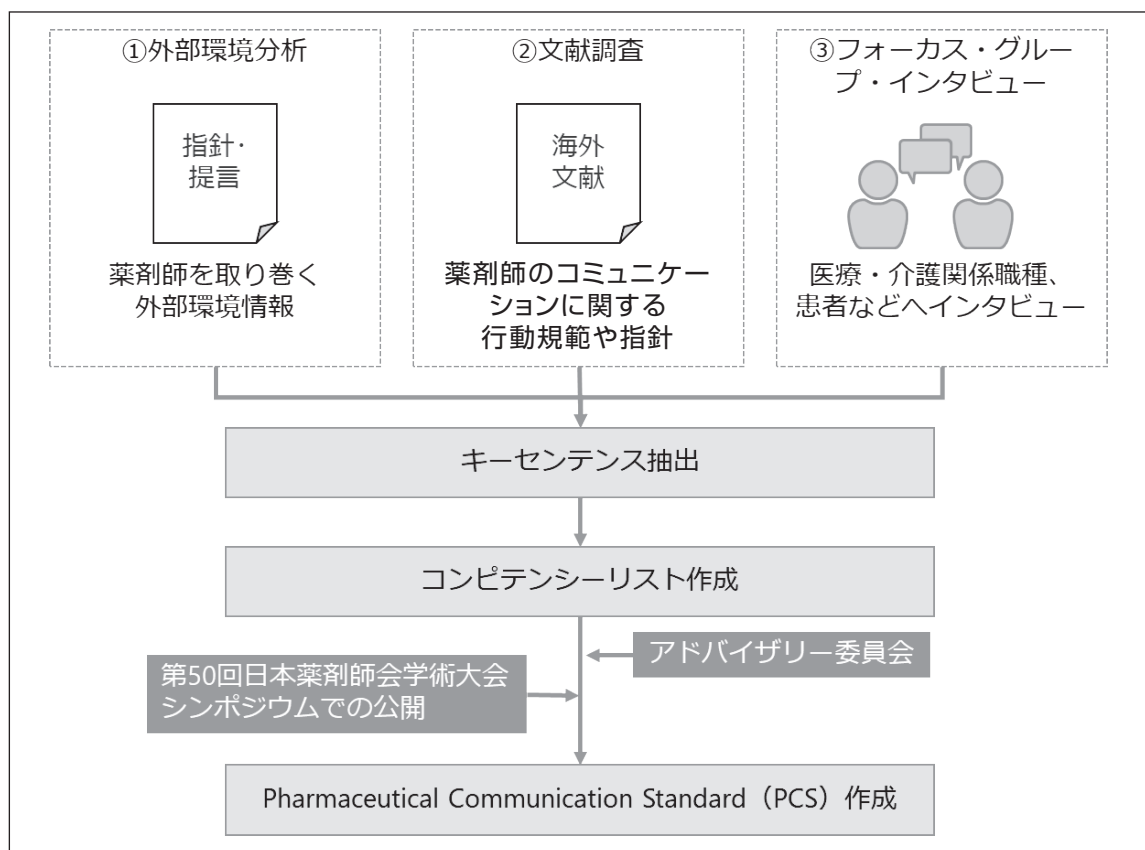 ①外部環境分析
指針・
提言
薬剤師を取り巻く
外部環境情報
②文献調査
海外
文献
薬剤師のコミュニケー
ションに関する
行動規範や指針
③フォーカス・グルー
プ・インタビュー
医療・介護関係職種、
患者などへインタビュー
キーセンテンス抽出
コンピテンシーリスト作成
アドバイザリー委員会
第50回日本薬剤師会学術大会
シンポジウムでの公開
Pharmaceutical Communication Standard（PCS）作成